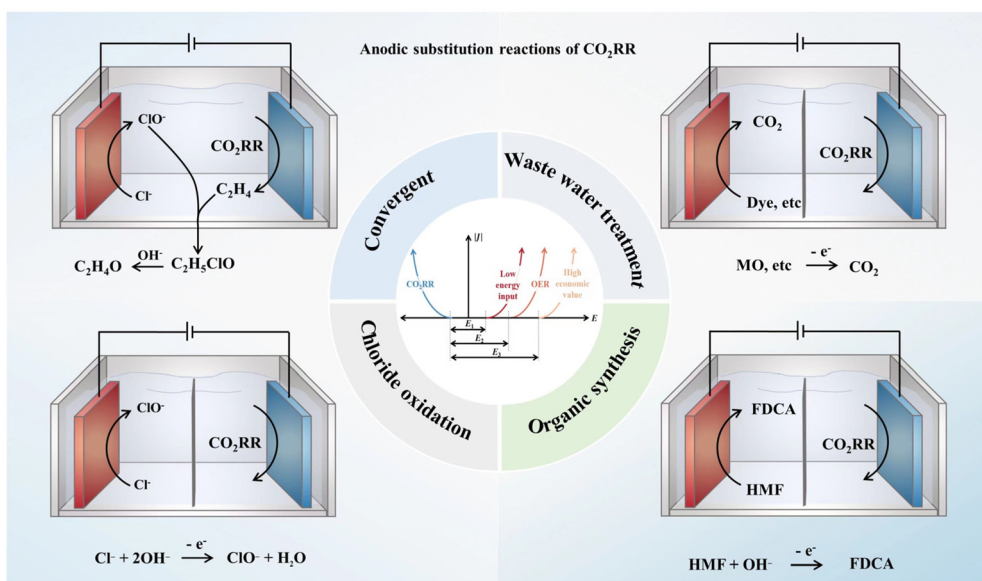 Anodic substitution reactions of CO₂RR
ClO⁻
CO₂RR
Cl⁻
C₂H₄
C₂H₄O
OH⁻
C₂H₅ClO
CO₂
CO₂RR
Dye, etc
MO, etc
- e⁻
CO₂
Convergent
Waste water treatment
Chloride oxidation
Organic synthesis
|J|
CO₂RR
Low
energy
input
OER
High
economic
value
E
E₁
E₂
E₃
ClO⁻
CO₂RR
Cl⁻
Cl⁻ + 2OH⁻
- e⁻
ClO⁻ + H₂O
FDCA
CO₂RR
HMF
HMF + OH⁻
- e⁻
FDCA